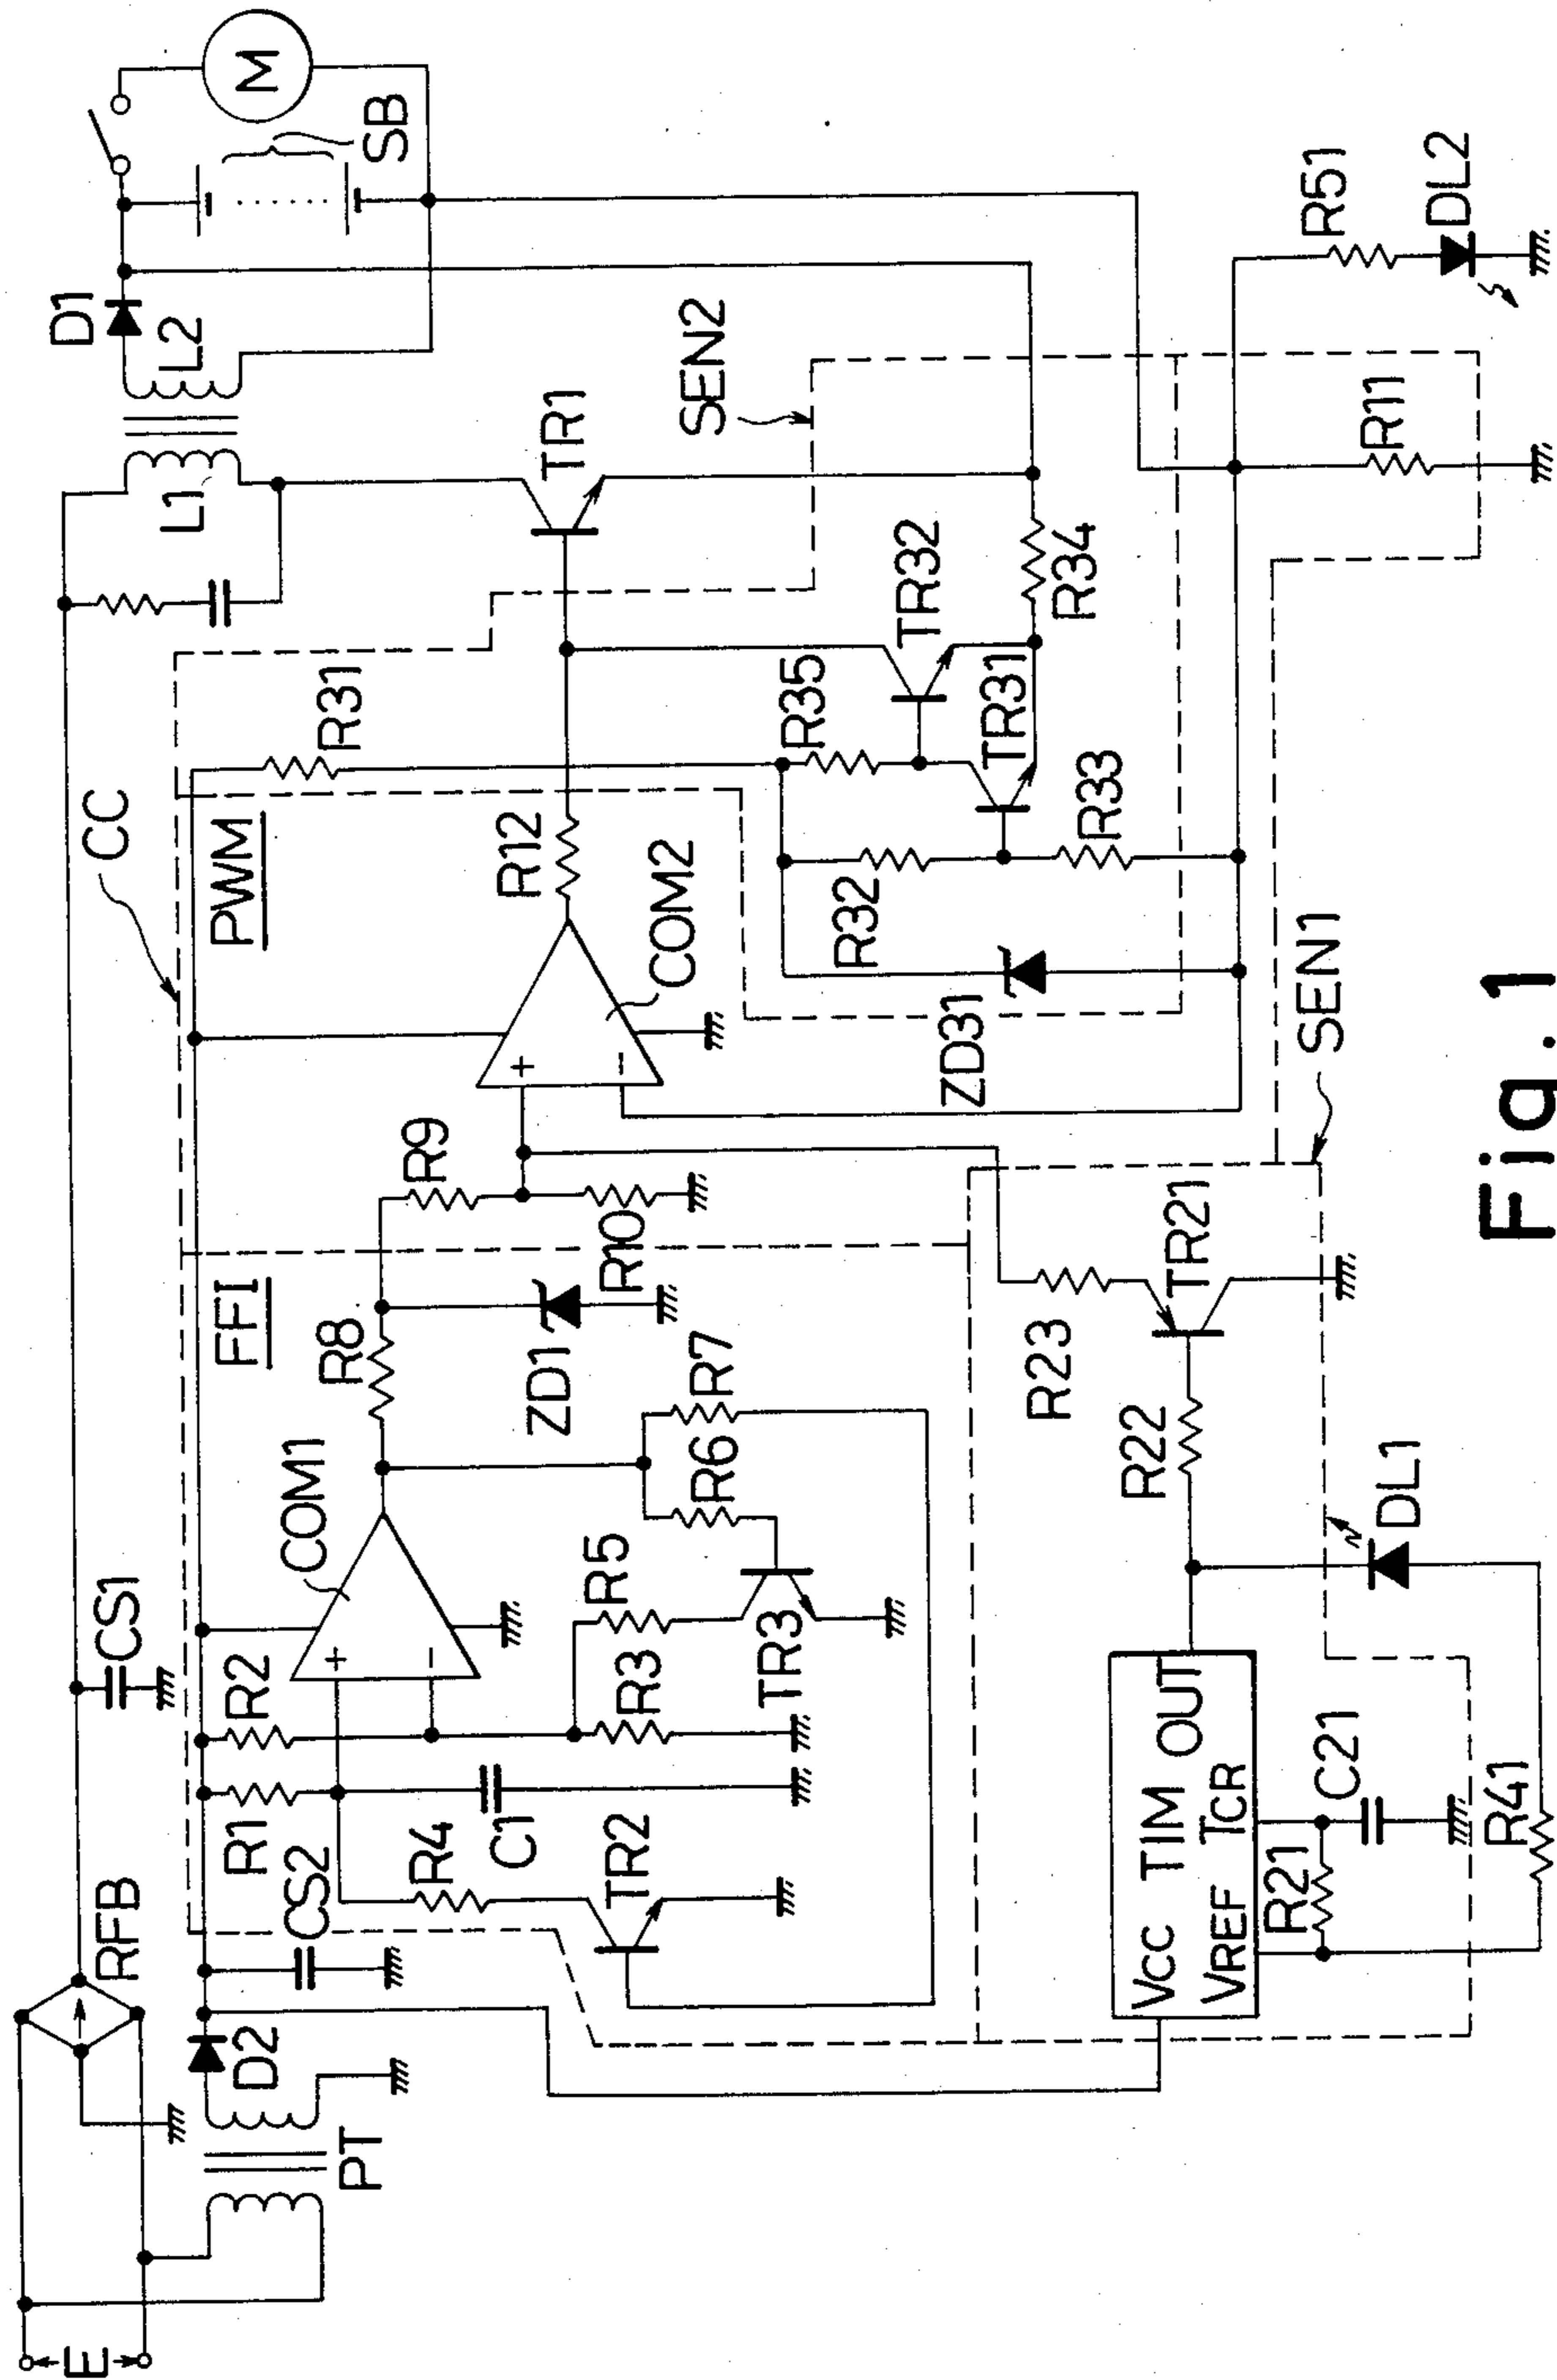 E
PT
D2
RFB
CS2
CS1
R1
R2
R4
C1
TR2
R3
R5
TR3
R6
R7
COM1
+
−
R8
ZD1
FFI
R9
R10
CC
PWM
COM2
+
−
R12
R31
R32
R33
R35
R34
TR31
TR32
ZD31
TR1
SEN2
L1
L2
D1
SB
M
VCC TIM OUT
VREF TCR
R21
C21
R41
DL1
R22
R23
TR21
SEN1
R11
R51
DL2
Fig. 1